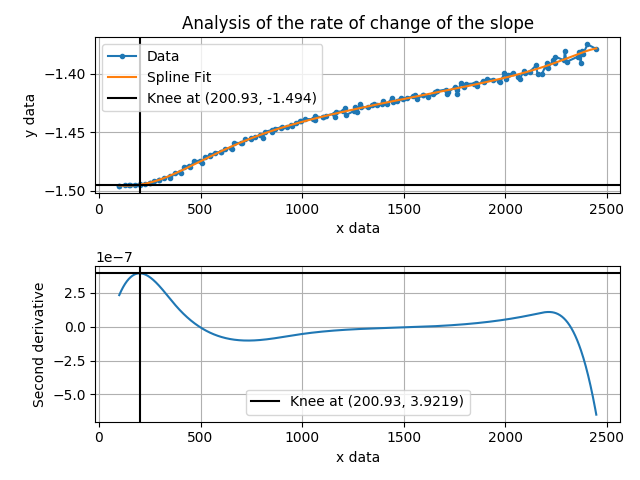 Analysis of the rate of change of the slope
Data
Spline Fit
Knee at (200.93, -1.494)
y data
−1.40
−1.45
−1.50
0 500 1000 1500 2000 2500
x data
1e−7
Second derivative
2.5
0.0
−2.5
−5.0
Knee at (200.93, 3.9219)
0 500 1000 1500 2000 2500
x data